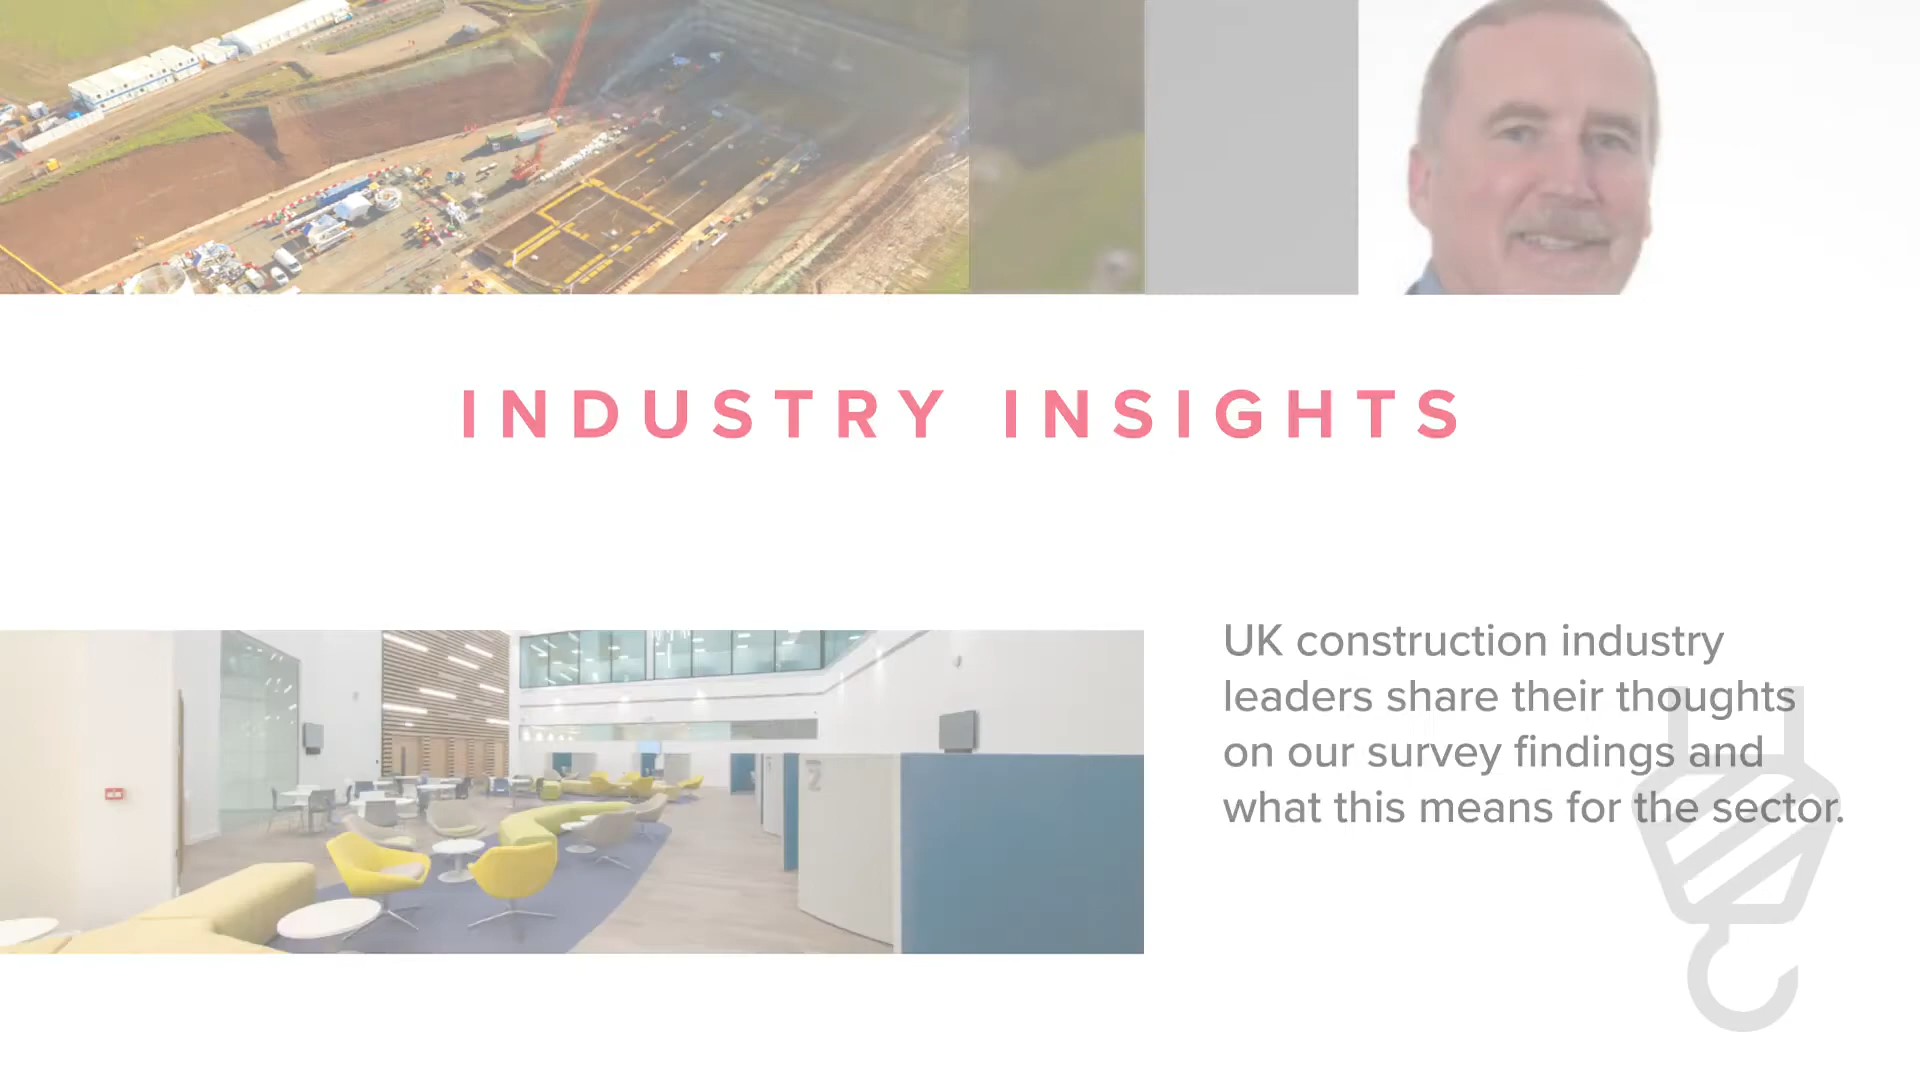 INDUSTRY INSIGHTS
UK construction industry
leaders share their thoughts
on our survey findings and
what this means for the sector.